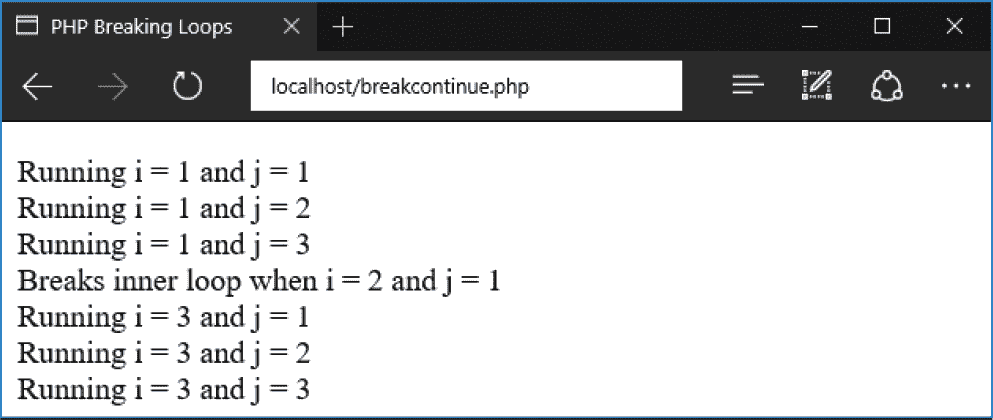 PHP Breaking Loops
localhost/breakcontinue.php
Running i = 1 and j = 1
Running i = 1 and j = 2
Running i = 1 and j = 3
Breaks inner loop when i = 2 and j = 1
Running i = 3 and j = 1
Running i = 3 and j = 2
Running i = 3 and j = 3